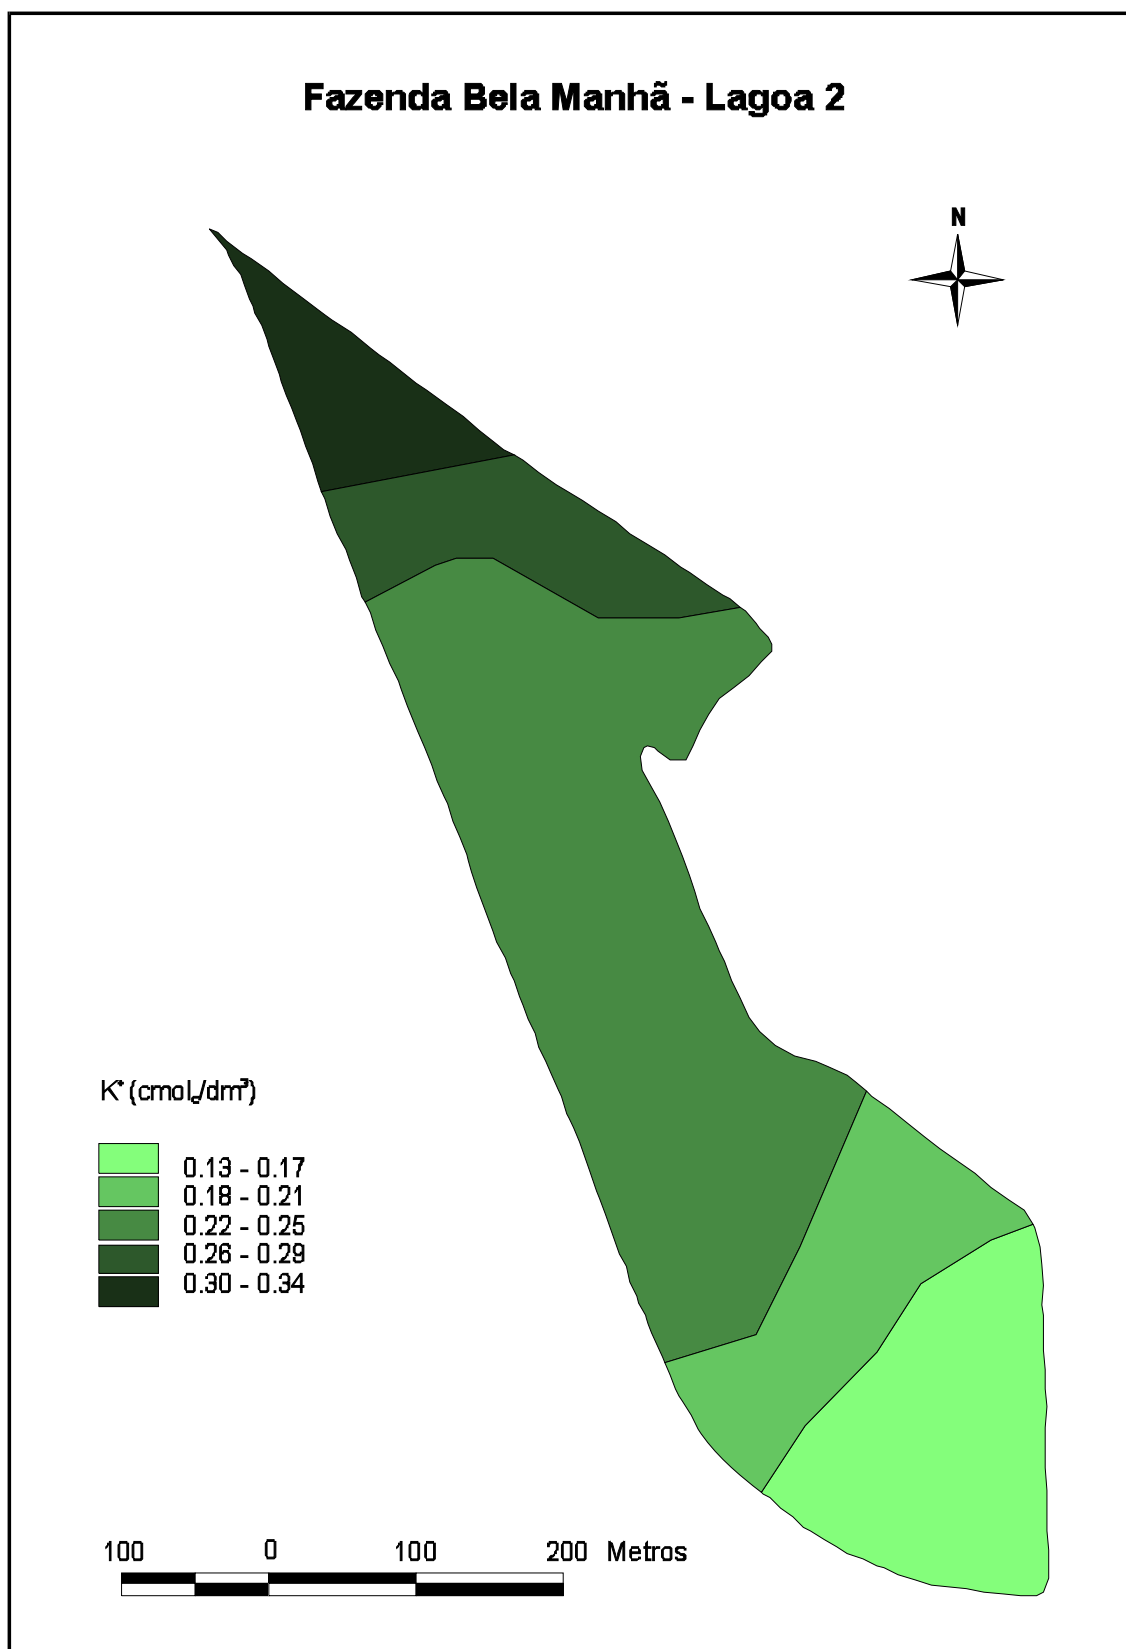 Fazenda Bela Manhã - Lagoa 2
N
K⁺ (cmol꜀/dm³)
0.13 - 0.17
0.18 - 0.21
0.22 - 0.25
0.26 - 0.29
0.30 - 0.34
100 0 100 200 Metros